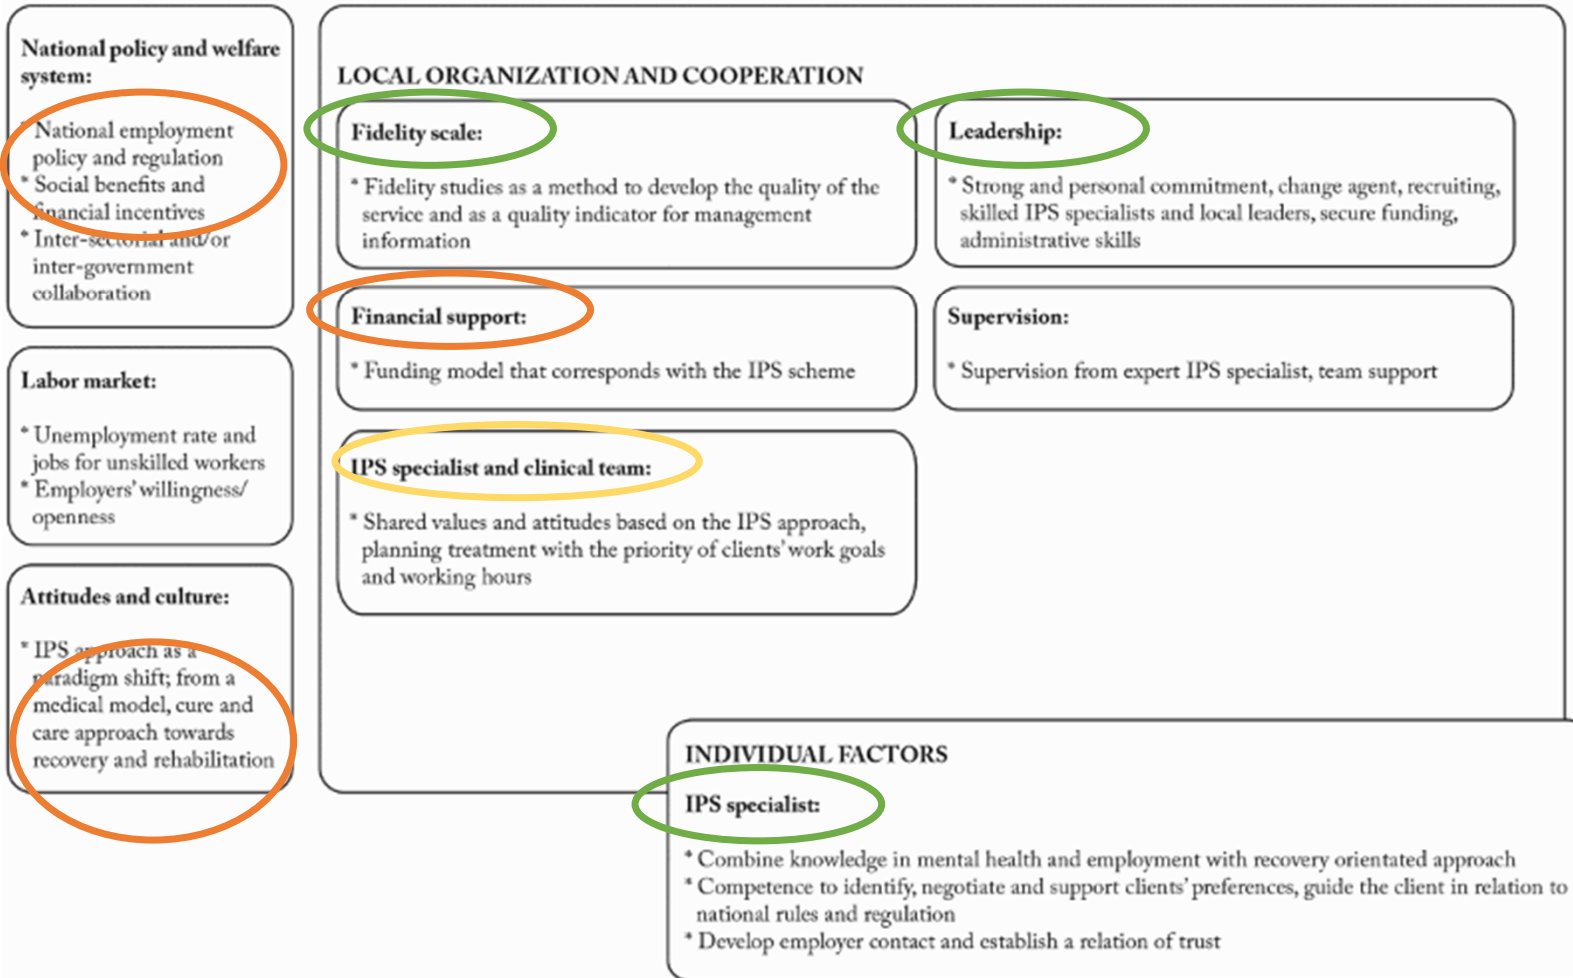 National policy and welfare
system:
* National employment
policy and regulation
* Social benefits and
financial incentives
* Inter-sectorial and/or
inter-government
collaboration
Labor market:
* Unemployment rate and
jobs for unskilled workers
* Employers' willingness/
openness
Attitudes and culture:
* IPS approach as a
paradigm shift; from a
medical model, cure and
care approach towards
recovery and rehabilitation
LOCAL ORGANIZATION AND COOPERATION
Fidelity scale:
* Fidelity studies as a method to develop the quality of the
service and as a quality indicator for management
information
Leadership:
* Strong and personal commitment, change agent, recruiting,
skilled IPS specialists and local leaders, secure funding,
administrative skills
Financial support:
* Funding model that corresponds with the IPS scheme
Supervision:
* Supervision from expert IPS specialist, team support
IPS specialist and clinical team:
* Shared values and attitudes based on the IPS approach,
planning treatment with the priority of clients' work goals
and working hours
INDIVIDUAL FACTORS
IPS specialist:
* Combine knowledge in mental health and employment with recovery orientated approach
* Competence to identify, negotiate and support clients' preferences, guide the client in relation to
national rules and regulation
* Develop employer contact and establish a relation of trust